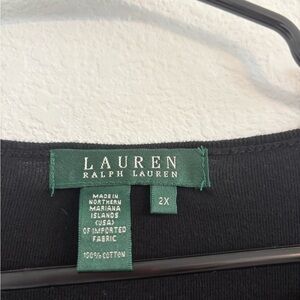 LAUREN
RALPH LAUREN
2X
MADE IN
NORTHERN
MARIANA
ISLANDS
(USA)
OF IMPORTED
FABRIC
100% COTTON